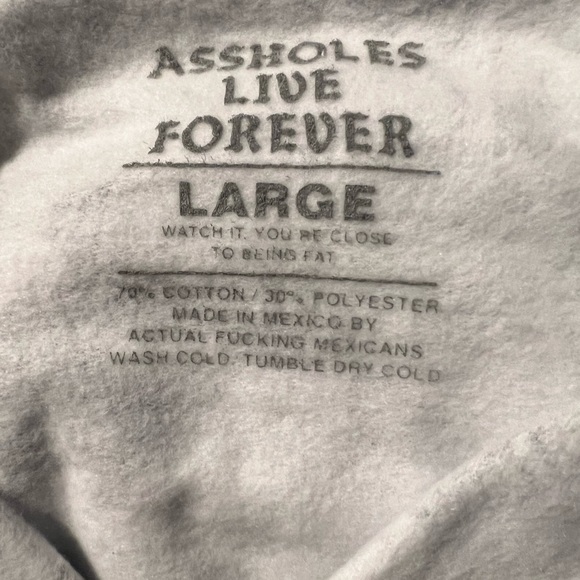 ASSHOLES
LIVE
FOREVER
LARGE
WATCH IT. YOU'RE CLOSE
TO BEING FAT
70% COTTON / 30% POLYESTER
MADE IN MEXICO BY
ACTUAL FUCKING MEXICANS
WASH COLD. TUMBLE DRY COLD